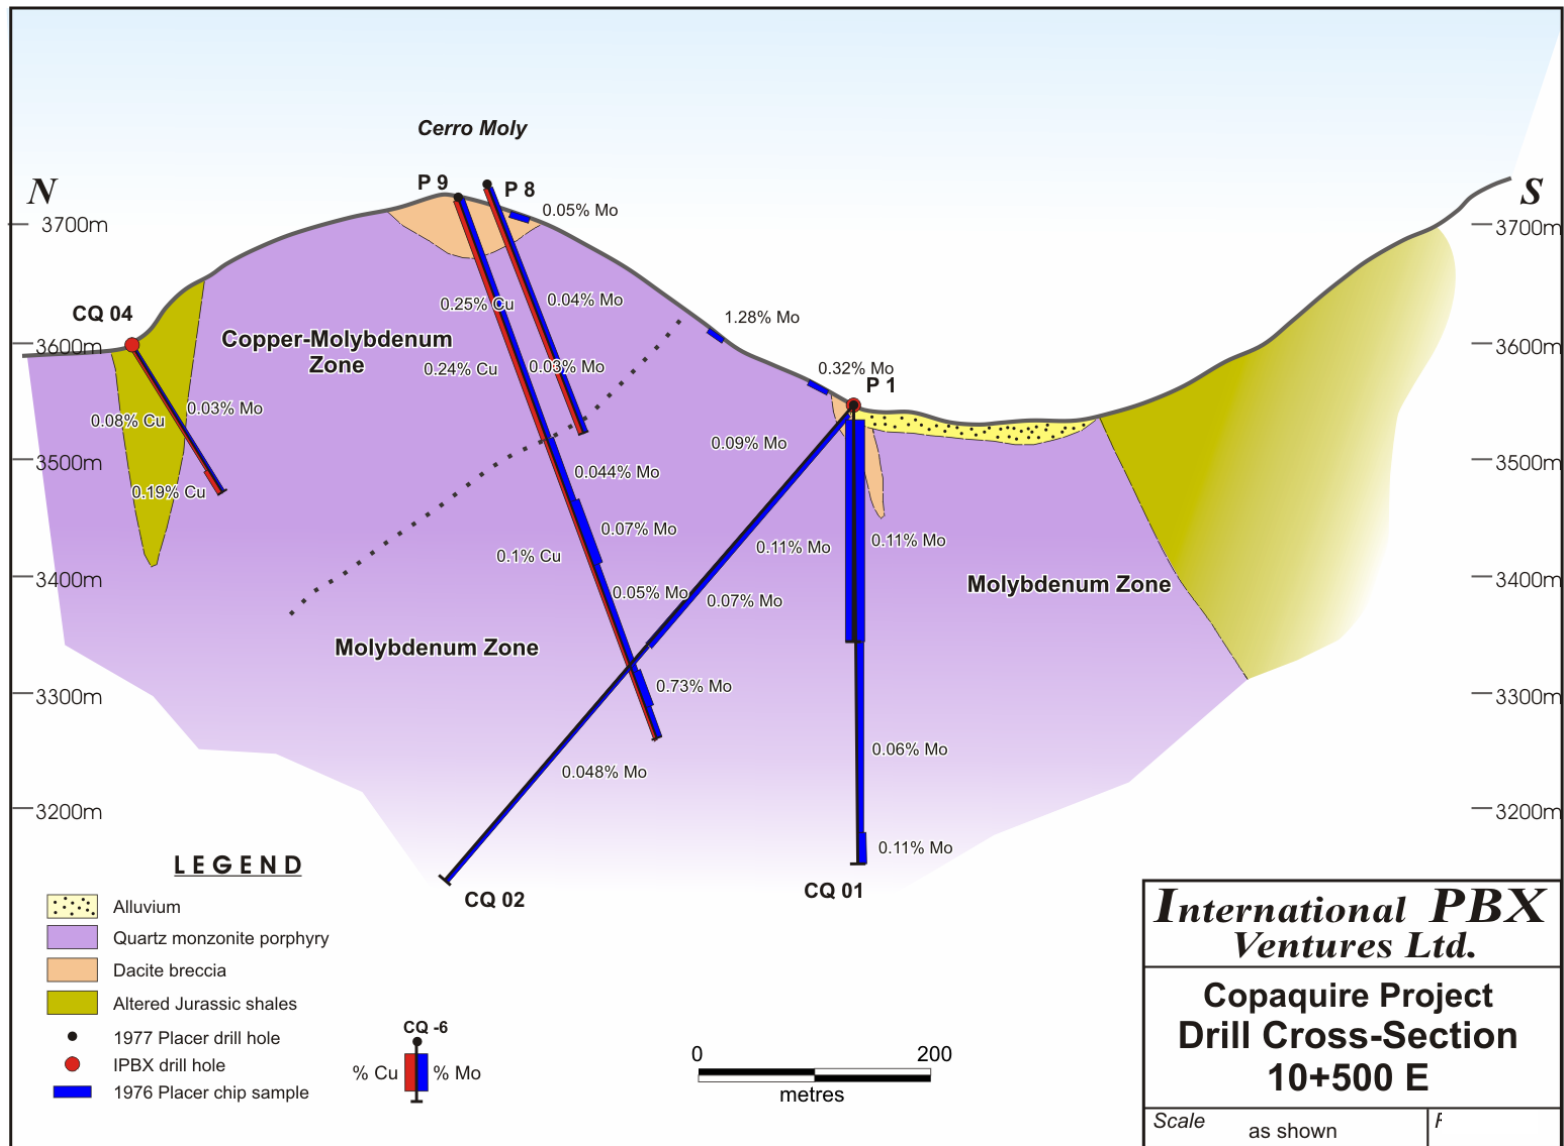 Cerro Moly
N
S
P 9
P 8
0.05% Mo
3700m
3700m
CQ 04
0.25% Cu
0.04% Mo
1.28% Mo
3600m
3600m
Copper-Molybdenum
Zone
0.24% Cu
0.03% Mo
0.32% Mo
P 1
0.08% Cu
0.03% Mo
0.09% Mo
3500m
3500m
0.044% Mo
0.19% Cu
0.07% Mo
0.1% Cu
0.11% Mo
0.11% Mo
3400m
3400m
Molybdenum Zone
0.05% Mo
0.07% Mo
Molybdenum Zone
3300m
3300m
0.73% Mo
0.06% Mo
0.048% Mo
3200m
3200m
0.11% Mo
CQ 02
CQ 01
LEGEND
Alluvium
Quartz monzonite porphyry
Dacite breccia
Altered Jurassic shales
1977 Placer drill hole
IPBX drill hole
1976 Placer chip sample
CQ -6
% Cu
% Mo
0
200
metres
International PBX
Ventures Ltd.
Copaquire Project
Drill Cross-Section
10+500 E
Scale
as shown